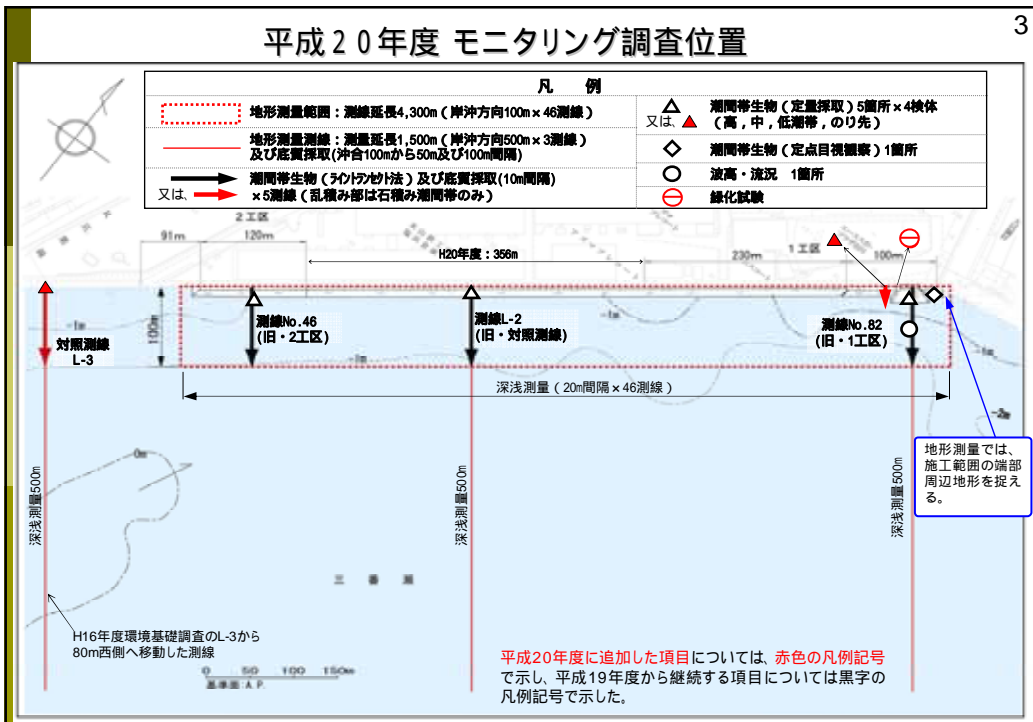 3
平成２０年度 モニタリング調査位置
凡 例
地形測量範囲：測線延長4,300m（岸沖方向100m×46測線）
地形測量測線：測線延長1,500m（岸沖方向500m×3測線）
及び底質採取(沖合100mから50m及び100m間隔)
潮間帯生物（ﾗｲﾝﾄﾗﾝｾｸﾄ法）及び底質採取(10m間隔)
又は、
×5測線（乱積み部は石積み潮間帯のみ）
潮間帯生物（定量採取）5箇所×4検体
又は、
（高，中，低潮帯，のり先）
潮間帯生物（定点目視観察）1箇所
波高・流況 1箇所
緑化試験
2工区
91m
120m
H20年度：356m
230m
1工区
100m
-1m
100m
対照測線
L-3
測線No.46
(旧・2工区)
測線L-2
(旧・対照測線)
測線No.82
(旧・1工区)
-1m
-1m
-1m
深浅測量（20m間隔×46測線）
-2m
0m
深浅測量500m
深浅測量500m
深浅測量500m
地形測量では、
施工範囲の端部
周辺地形を捉え
る。
三 番 瀬
H16年度環境基礎調査のL-3から
80m西側へ移動した測線
0 50 100 150m
基準面:A.P.
平成20年度に追加した項目については、赤色の凡例記号
で示し、平成19年度から継続する項目については黒字の
凡例記号で示した。